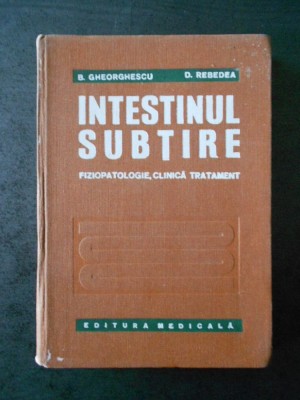 B. GHEORGHESCU D. REBEDEA
INTESTINUL
SUBTIRE
FIZIOPATOLOGIE, CLINICĂ TRATAMENT
EDITURA MEDICALĂ